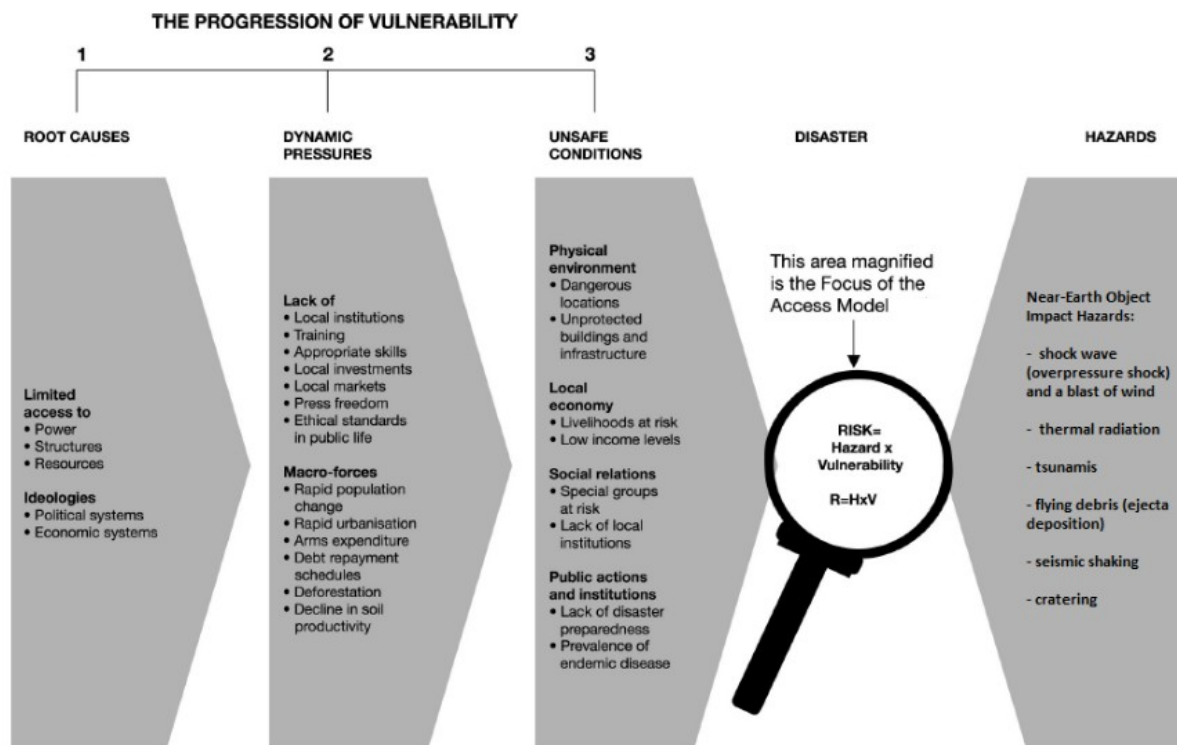 THE PROGRESSION OF VULNERABILITY
1
2
3
ROOT CAUSES
DYNAMIC
PRESSURES
UNSAFE
CONDITIONS
DISASTER
HAZARDS
Limited
access to
• Power
• Structures
• Resources
Ideologies
• Political systems
• Economic systems
Lack of
• Local institutions
• Training
• Appropriate skills
• Local investments
• Local markets
• Press freedom
• Ethical standards
in public life
Macro-forces
• Rapid population
change
• Rapid urbanisation
• Arms expenditure
• Debt repayment
schedules
• Deforestation
• Decline in soil
productivity
Physical
environment
• Dangerous
locations
• Unprotected
buildings and
infrastructure
Local
economy
• Livelihoods at risk
• Low income levels
Social relations
• Special groups
at risk
• Lack of local
institutions
Public actions
and institutions
• Lack of disaster
preparedness
• Prevalence of
endemic disease
This area magnified
is the Focus of the
Access Model
RISK=
Hazard x
Vulnerability
R=HxV
Near-Earth Object
Impact Hazards:
- shock wave
(overpressure shock)
and a blast of wind
- thermal radiation
- tsunamis
- flying debris (ejecta
deposition)
- seismic shaking
- cratering